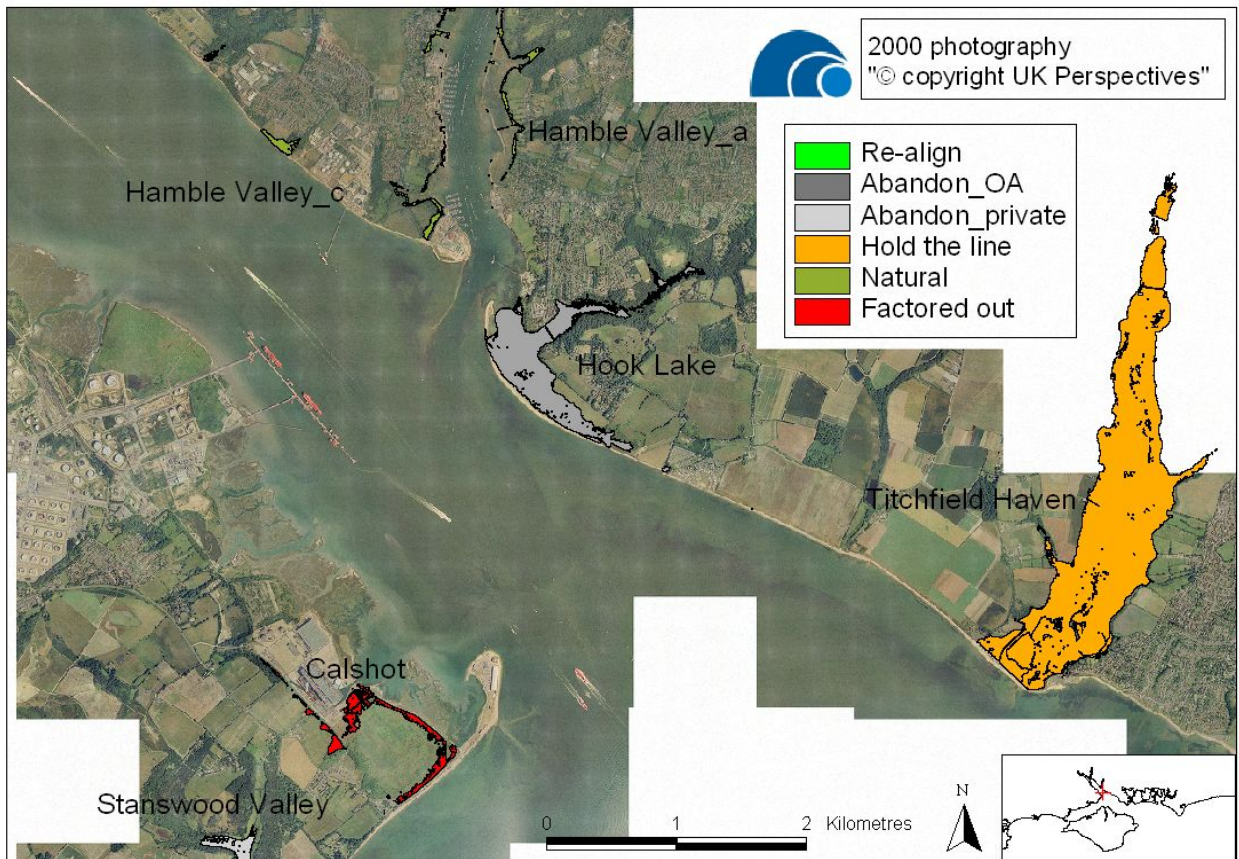 2000 photography
"© copyright UK Perspectives"
Hamble Valley_a
Re-align
Abandon_OA
Abandon_private
Hold the line
Natural
Factored out
Hamble Valley_c
Hook Lake
Titchfield Haven
Calshot
Stanswood Valley
N
0 1 2 Kilometres